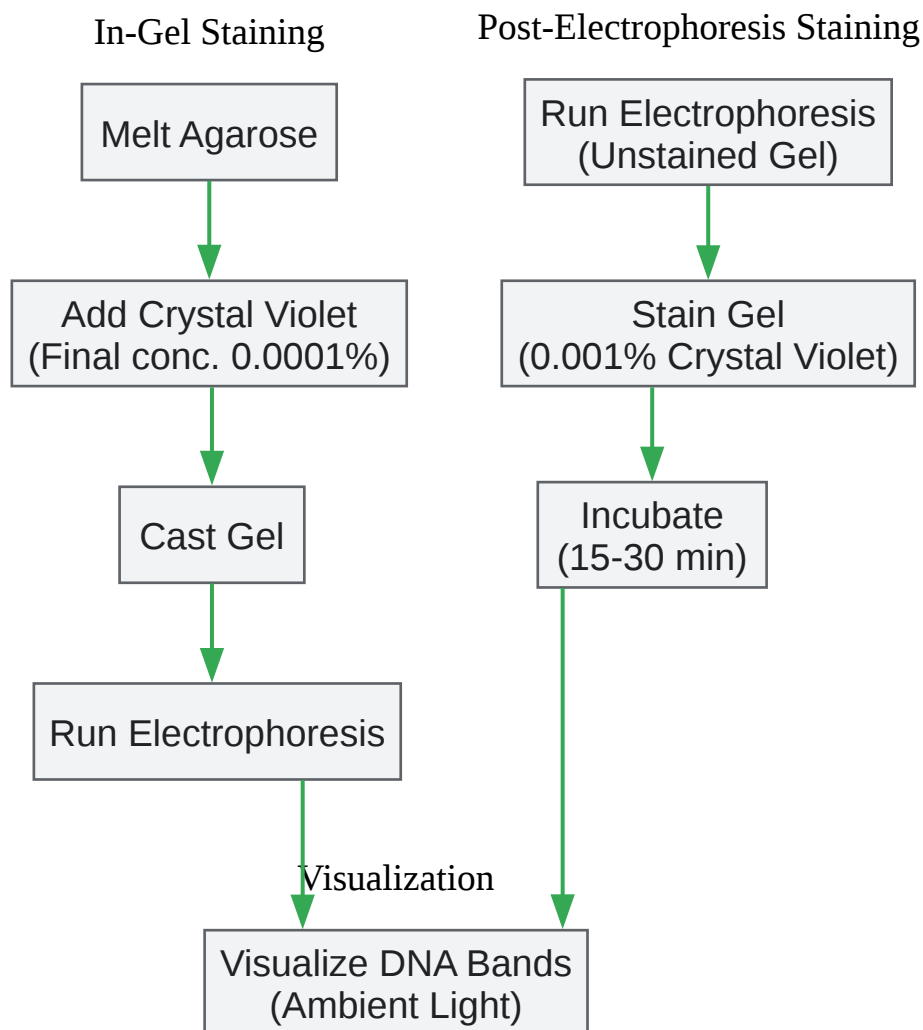 In-Gel Staining
Melt Agarose
Add Crystal Violet
(Final conc. 0.0001%)
Cast Gel
Run Electrophoresis
Post-Electrophoresis Staining
Run Electrophoresis
(Unstained Gel)
Stain Gel
(0.001% Crystal Violet)
Incubate
(15-30 min)
Visualization
Visualize DNA Bands
(Ambient Light)